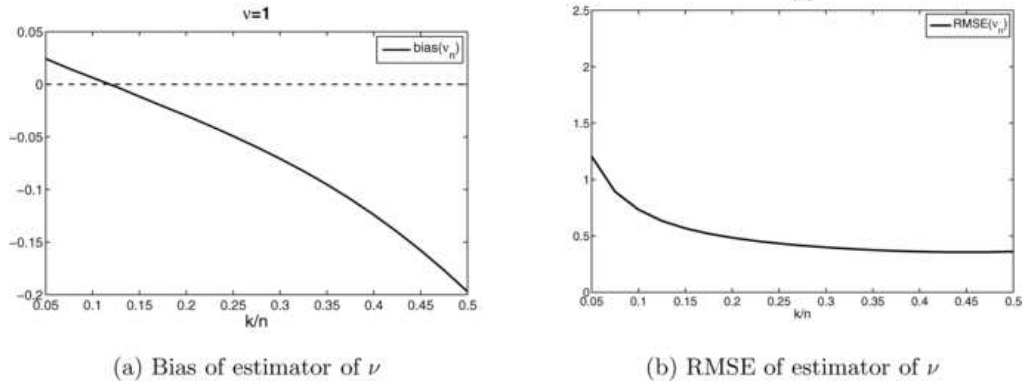 ν=1
0.05
0
−0.05
−0.1
−0.15
−0.2
bias(ν_n)
0.05 0.1 0.15 0.2 0.25 0.3 0.35 0.4 0.45 0.5
k/n
(a) Bias of estimator of ν
2.5
2
1.5
1
0.5
0
RMSE(ν_n)
0.05 0.1 0.15 0.2 0.25 0.3 0.35 0.4 0.45 0.5
k/n
(b) RMSE of estimator of ν